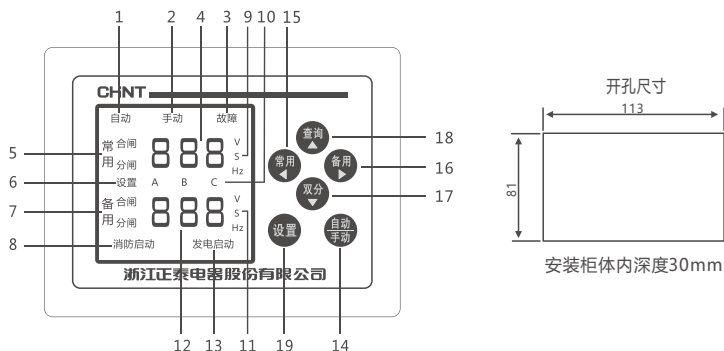 1 2 4 3 9 10 15
CHNT
自动 手动 故障
常用 合闸 分闸 888 V S Hz
设置 A B C
备用 合闸 分闸 888 V S Hz
消防启动 发电启动
浙江正泰电器股份有限公司
5
6
7
8
查询
常用 备用
双分
设置 自动/手动
18
16
17
12 13 11 19 14
开孔尺寸
113
81
安装柜体内深度30mm